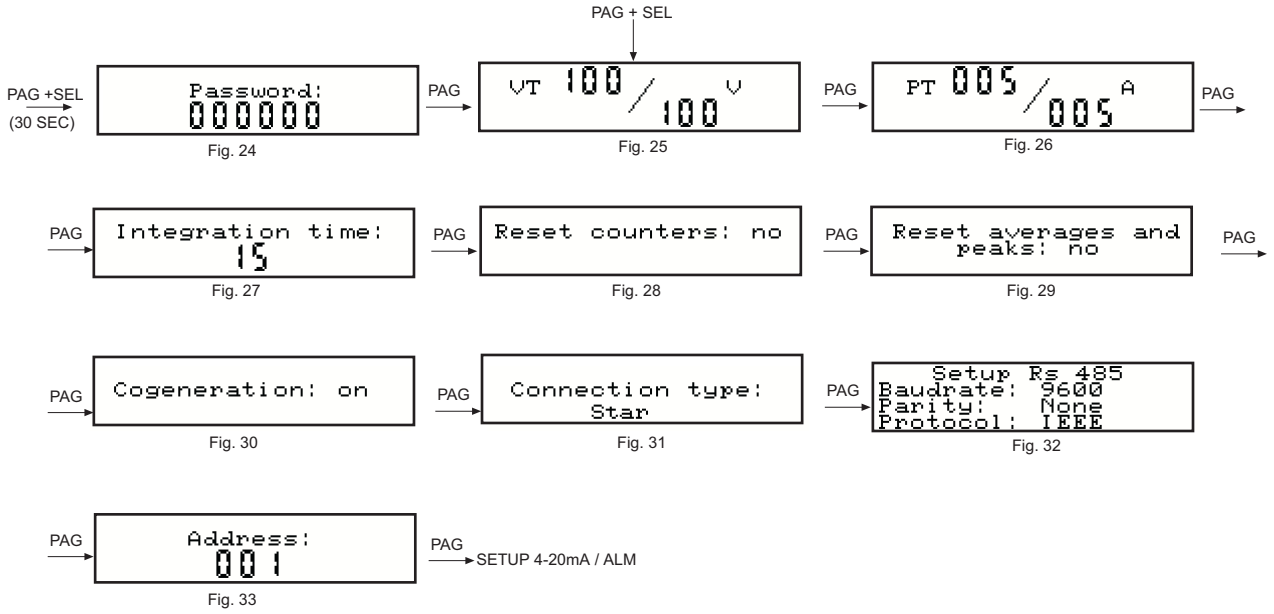 PAG + SEL
PAG +SEL
(30 SEC)
Password:
000000
Fig. 24
PAG
VT 100 / 100 V
Fig. 25
PAG
PT 005 / 005 A
Fig. 26
PAG
PAG
Integration time:
15
Fig. 27
PAG
Reset counters: no
Fig. 28
PAG
Reset averages and
peaks: no
Fig. 29
PAG
PAG
Cogeneration: on
Fig. 30
PAG
Connection type:
Star
Fig. 31
PAG
Setup Rs 485
Baudrate: 9600
Parity: None
Protocol: IEEE
Fig. 32
PAG
Address:
001
Fig. 33
PAG
SETUP 4-20mA / ALM